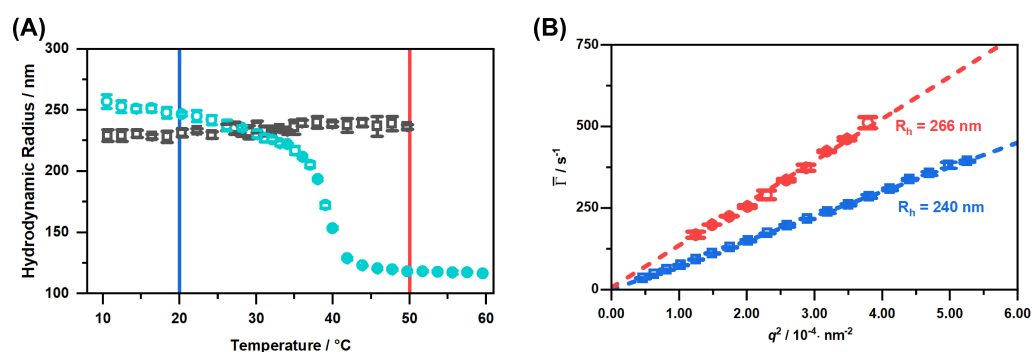 (A)
300
250
200
150
100
Hydrodynamic Radius / nm
10
20
30
40
50
60
Temperature / °C
(B)
750
500
250
0
Γ̅ / s⁻¹
R_h = 266 nm
R_h = 240 nm
0.00
1.00
2.00
3.00
4.00
5.00
6.00
q² / 10⁻⁴· nm⁻²